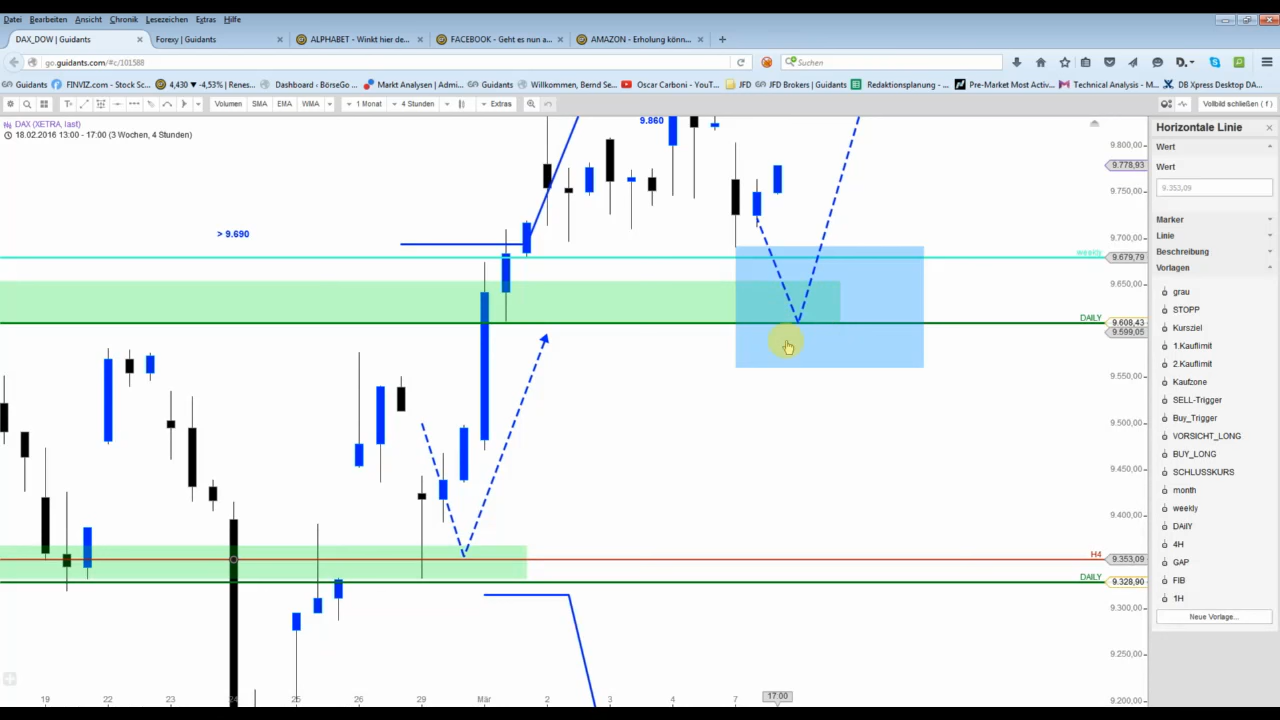 Datei Bearbeiten Ansicht Chronik Lesezeichen Extras Hilfe
DAX_DOW | Guidants Forexy | Guidants ALPHABET - Winkt hier de... FACEBOOK - Geht es nun a... AMAZON - Erholung könn...
go.guidants.com/#c/101588 Suchen
Guidants FINVIZ.com - Stock Sc... 4,430 ▾ -4,53% | Renes... Dashboard ‹ BörseGo ... Markt Analysen | Admi... Guidants Willkommen, Bernd Se... Oscar Carboni - YouT... JFD JFD Brokers | Guidants Redaktionsplanung - ... Pre-Market Most Activ... Technical Analysis - ... DB Xpress Desktop DA...
Volumen SMA EMA WMA 1 Monat 4 Stunden Extras Vollbild schließen ( f )
DAX (XETRA, last)
18.02.2016 13:00 - 17:00 (3 Wochen, 4 Stunden)
9.860
> 9.690
weekly
DAILY
H4
DAILY
9.800,00
9.778,93
9.750,00
9.700,00
9.679,79
9.650,00
9.608,43
9.599,05
9.550,00
9.500,00
9.450,00
9.400,00
9.353,09
9.328,90
9.300,00
9.250,00
9.200,00
19 22 23 24 25 26 29 Mär 2 3 4 7 17:00
Horizontale Linie
Wert
Wert
9.353,09
Marker
Linie
Beschreibung
Vorlagen
grau
STOPP
Kursziel
1.Kauflimit
2.Kauflimit
Kaufzone
SELL-Trigger
Buy_Trigger
VORSICHT_LONG
BUY_LONG
SCHLUSSKURS
month
weekly
DAIlY
4H
GAP
FIB
1H
Neue Vorlage...